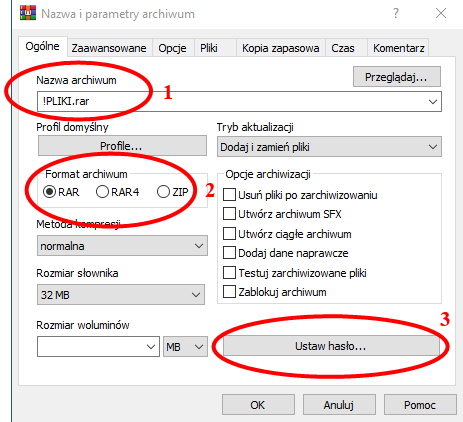 Nazwa i parametry archiwum
Ogólne Zaawansowane Opcje Pliki Kopia zapasowa Czas Komentarz
Nazwa archiwum
1
Przeglądaj...
!PLIKI.rar
Profil domyślny
Profile...
Tryb aktualizacji
Dodaj i zamień pliki
Format archiwum
RAR RAR4 ZIP
2
Opcje archiwizacji
Usuń pliki po zarchiwizowaniu
Utwórz archiwum SFX
Utwórz ciągłe archiwum
Dodaj dane naprawcze
Testuj zarchiwizowane pliki
Zablokuj archiwum
Metoda kompresji
normalna
Rozmiar słownika
32 MB
Rozmiar woluminów
MB
3
Ustaw hasło...
OK Anuluj Pomoc